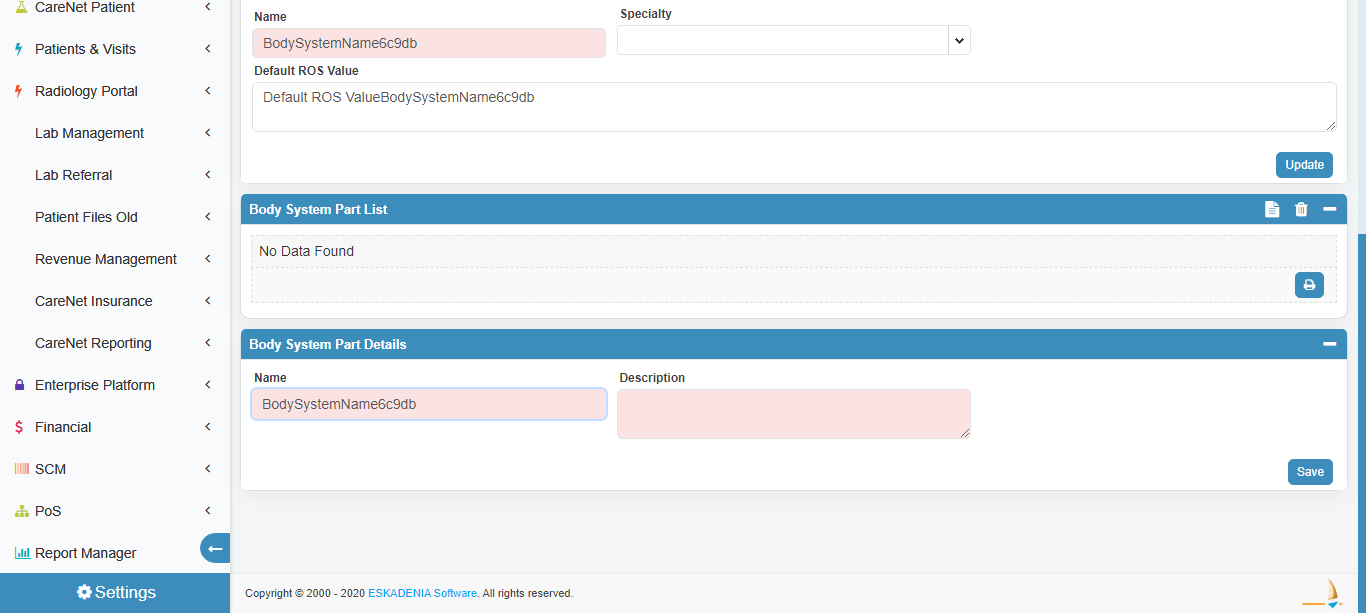 CareNet Patient
Patients & Visits
Radiology Portal
Lab Management
Lab Referral
Patient Files Old
Revenue Management
CareNet Insurance
CareNet Reporting
Enterprise Platform
Financial
SCM
PoS
Report Manager
Settings
Name
Specialty
BodySystemName6c9db
Default ROS Value
Default ROS ValueBodySystemName6c9db
Update
Body System Part List
No Data Found
Body System Part Details
Name
Description
BodySystemName6c9db
Save
Copyright © 2000 - 2020 ESKADENIA Software. All rights reserved.